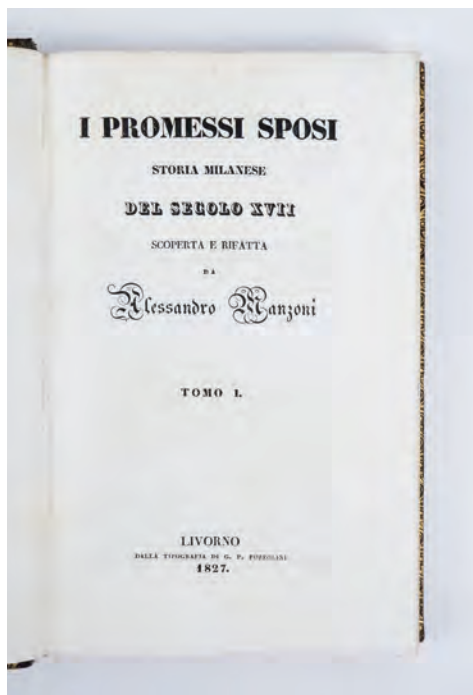 I PROMESSI SPOSI
STORIA MILANESE
DEL SECOLO XVII
SCOPERTA E RIFATTA
DA
Alessandro Manzoni
TOMO I.
LIVORNO
DALLA TIPOGRAFIA DI G. P. POZZOLINI
1827.